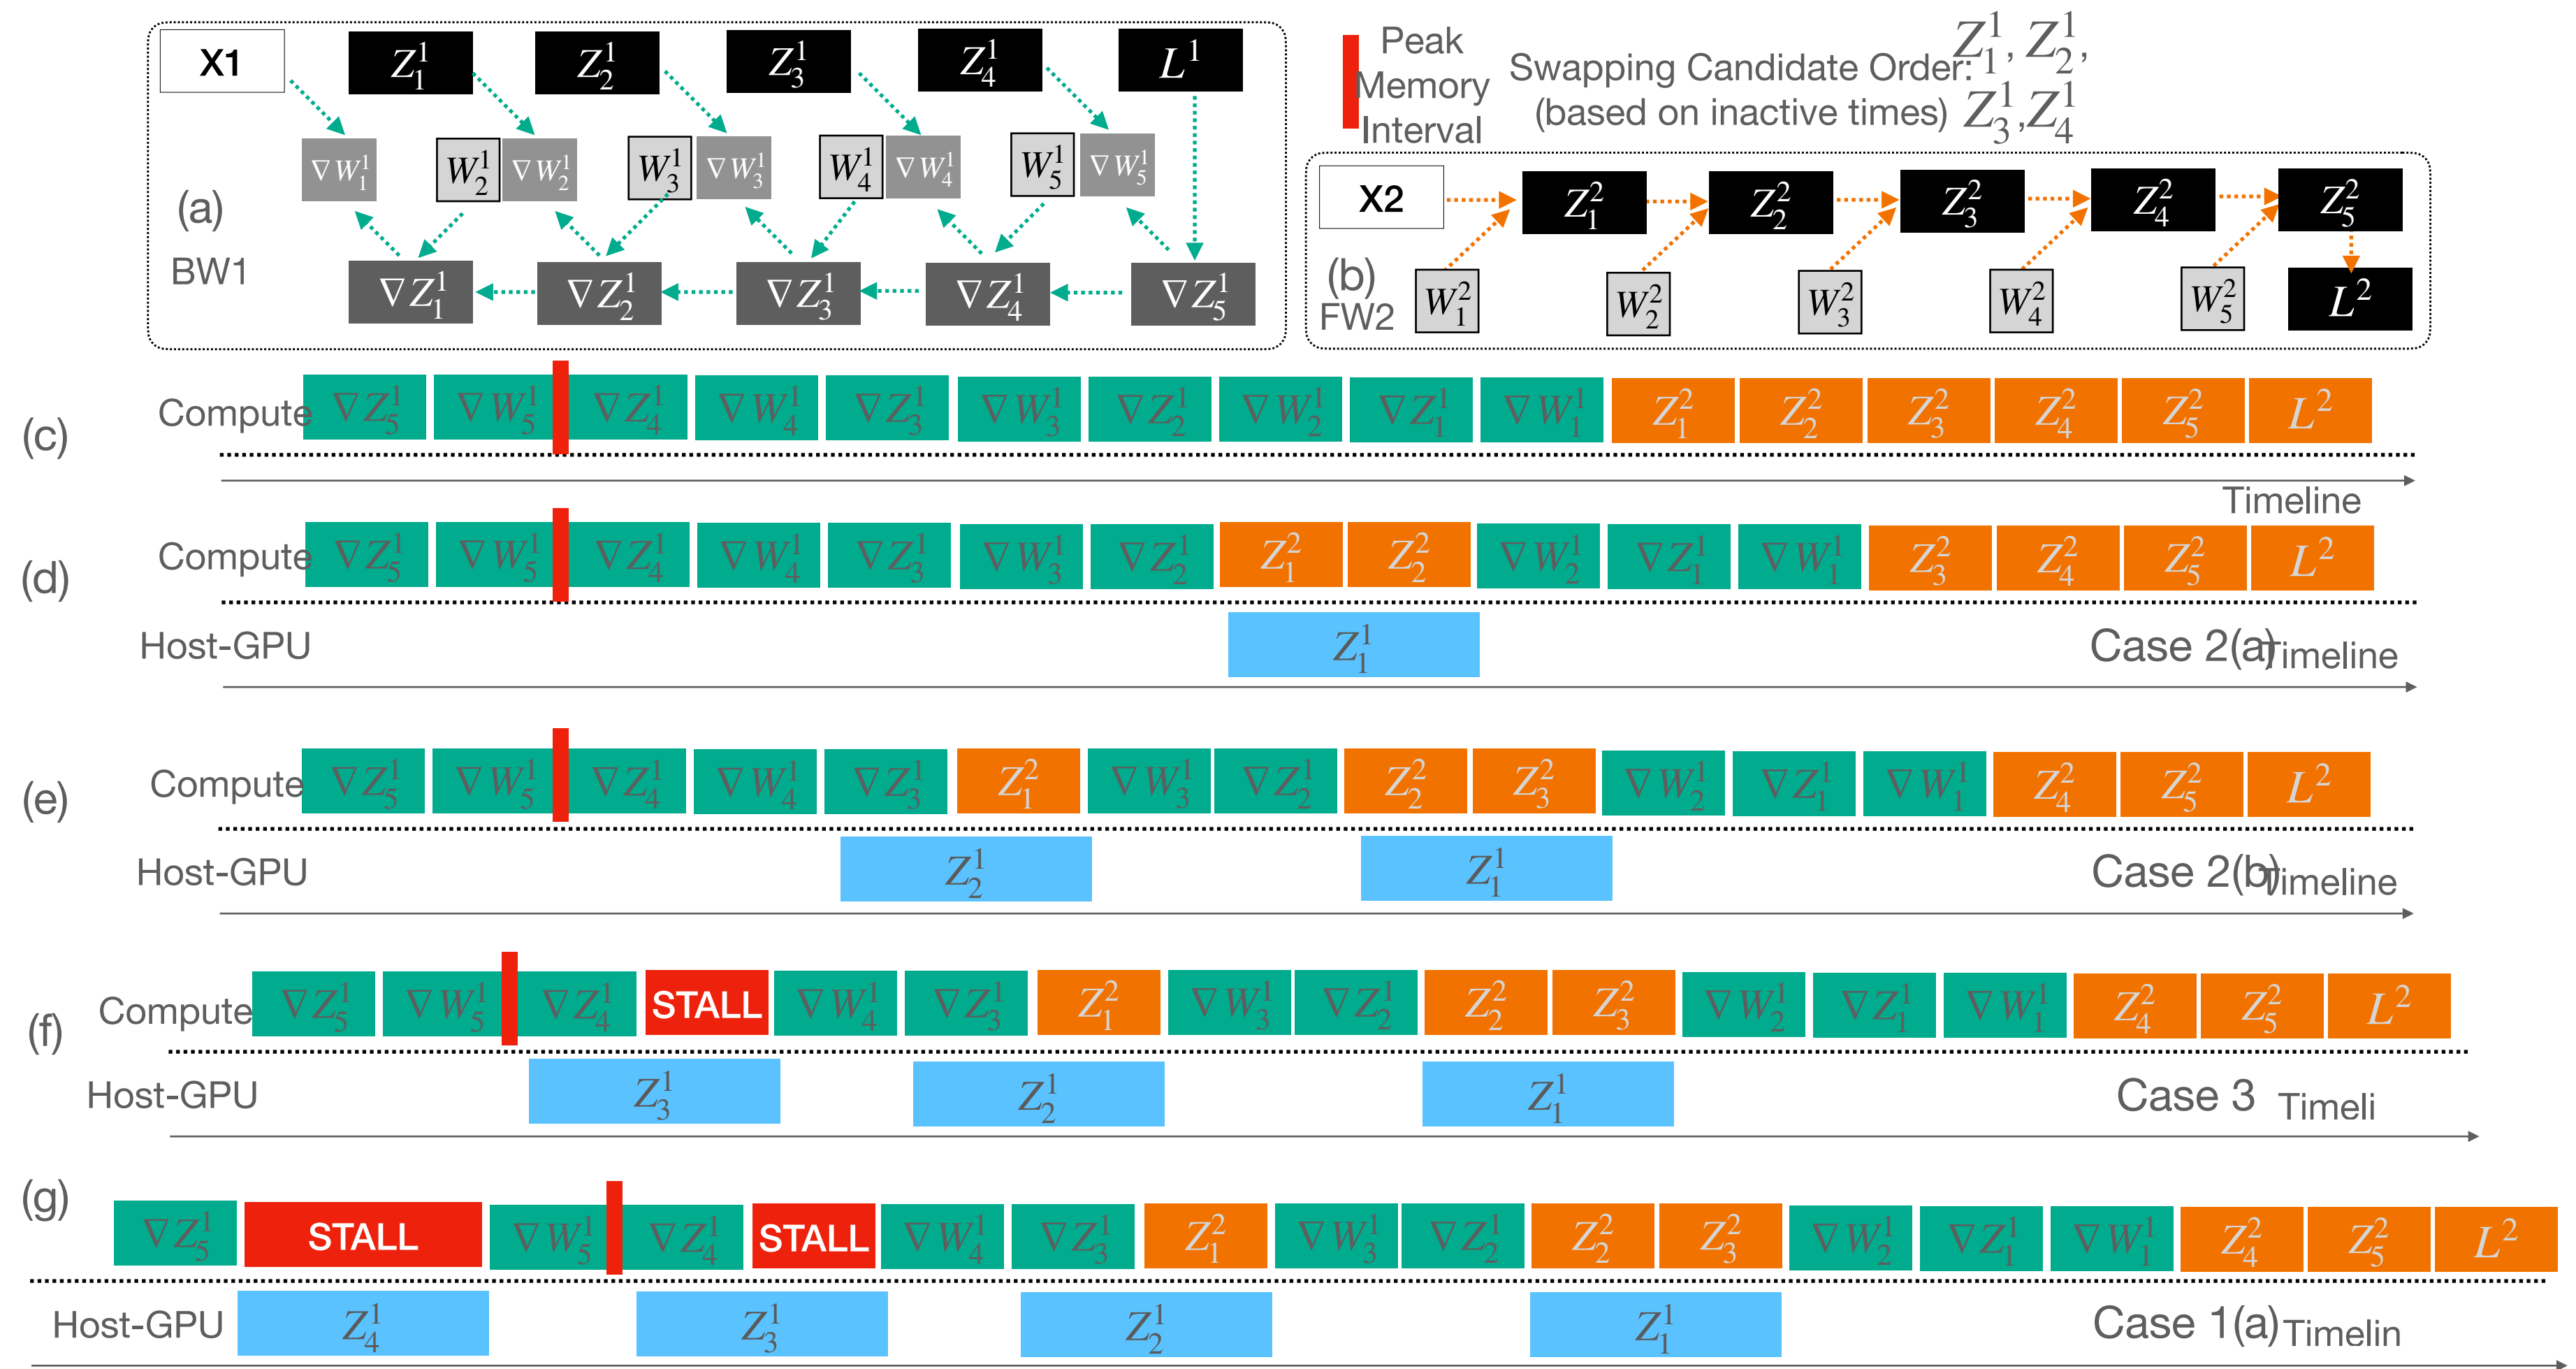 X1 Z_1^1 Z_2^1 Z_3^1 Z_4^1 L^1
∇W_1^1 W_2^1 ∇W_2^1 W_3^1 ∇W_3^1 W_4^1 ∇W_4^1 W_5^1 ∇W_5^1
(a)
BW1
∇Z_1^1 ∇Z_2^1 ∇Z_3^1 ∇Z_4^1 ∇Z_5^1
Peak
Memory
Interval
Swapping Candidate Order: Z_1^1, Z_2^1,
(based on inactive times) Z_3^1, Z_4^1
X2 Z_1^2 Z_2^2 Z_3^2 Z_4^2 Z_5^2
(b)
FW2
W_1^2 W_2^2 W_3^2 W_4^2 W_5^2 L^2
(c)
Compute ∇Z_5^1 ∇W_5^1 ∇Z_4^1 ∇W_4^1 ∇Z_3^1 ∇W_3^1 ∇Z_2^1 ∇W_2^1 ∇Z_1^1 ∇W_1^1 Z_1^2 Z_2^2 Z_3^2 Z_4^2 Z_5^2 L^2
Timeline
(d)
Compute ∇Z_5^1 ∇W_5^1 ∇Z_4^1 ∇W_4^1 ∇Z_3^1 ∇W_3^1 ∇Z_2^1 Z_1^2 Z_2^2 ∇W_2^1 ∇Z_1^1 ∇W_1^1 Z_3^2 Z_4^2 Z_5^2 L^2
Host-GPU Z_1^1 Case 2(a) Timeline
(e)
Compute ∇Z_5^1 ∇W_5^1 ∇Z_4^1 ∇W_4^1 ∇Z_3^1 Z_1^2 ∇W_3^1 ∇Z_2^1 Z_2^2 Z_3^2 ∇W_2^1 ∇Z_1^1 ∇W_1^1 Z_4^2 Z_5^2 L^2
Host-GPU Z_2^1 Z_1^1 Case 2(b) Timeline
(f)
Compute ∇Z_5^1 ∇W_5^1 ∇Z_4^1 STALL ∇W_4^1 ∇Z_3^1 Z_1^2 ∇W_3^1 ∇Z_2^1 Z_2^2 Z_3^2 ∇W_2^1 ∇Z_1^1 ∇W_1^1 Z_4^2 Z_5^2 L^2
Host-GPU Z_3^1 Z_2^1 Z_1^1 Case 3 Timeli
(g)
∇Z_5^1 STALL ∇W_5^1 ∇Z_4^1 STALL ∇W_4^1 ∇Z_3^1 Z_1^2 ∇W_3^1 ∇Z_2^1 Z_2^2 Z_3^2 ∇W_2^1 ∇Z_1^1 ∇W_1^1 Z_4^2 Z_5^2 L^2
Host-GPU Z_4^1 Z_3^1 Z_2^1 Z_1^1 Case 1(a) Timelin